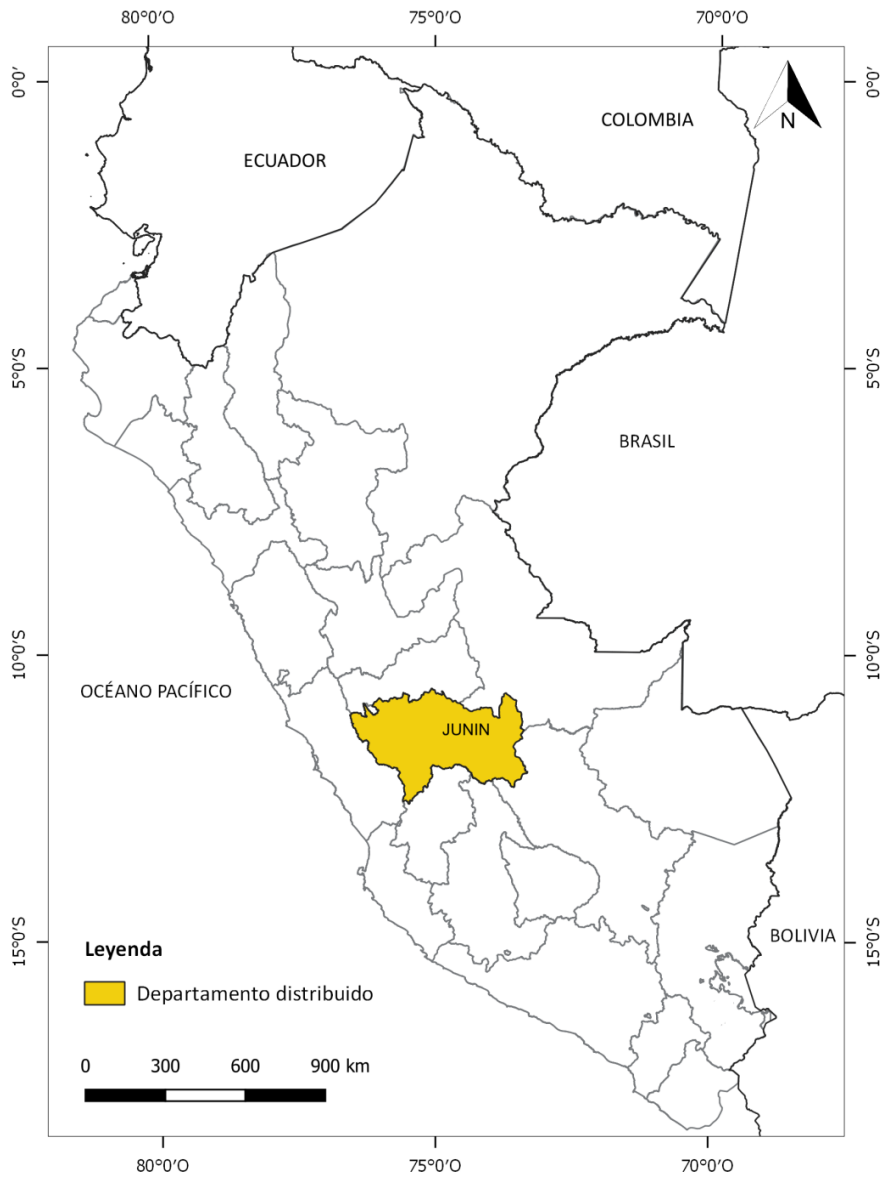 80°0'O 75°0'O 70°0'O
0°0'
0°0'
COLOMBIA
N
ECUADOR
5°0'S
5°0'S
BRASIL
10°0'S
10°0'S
OCÉANO PACÍFICO
JUNIN
15°0'S
15°0'S
BOLIVIA
Leyenda
Departamento distribuido
0 300 600 900 km
80°0'O 75°0'O 70°0'O